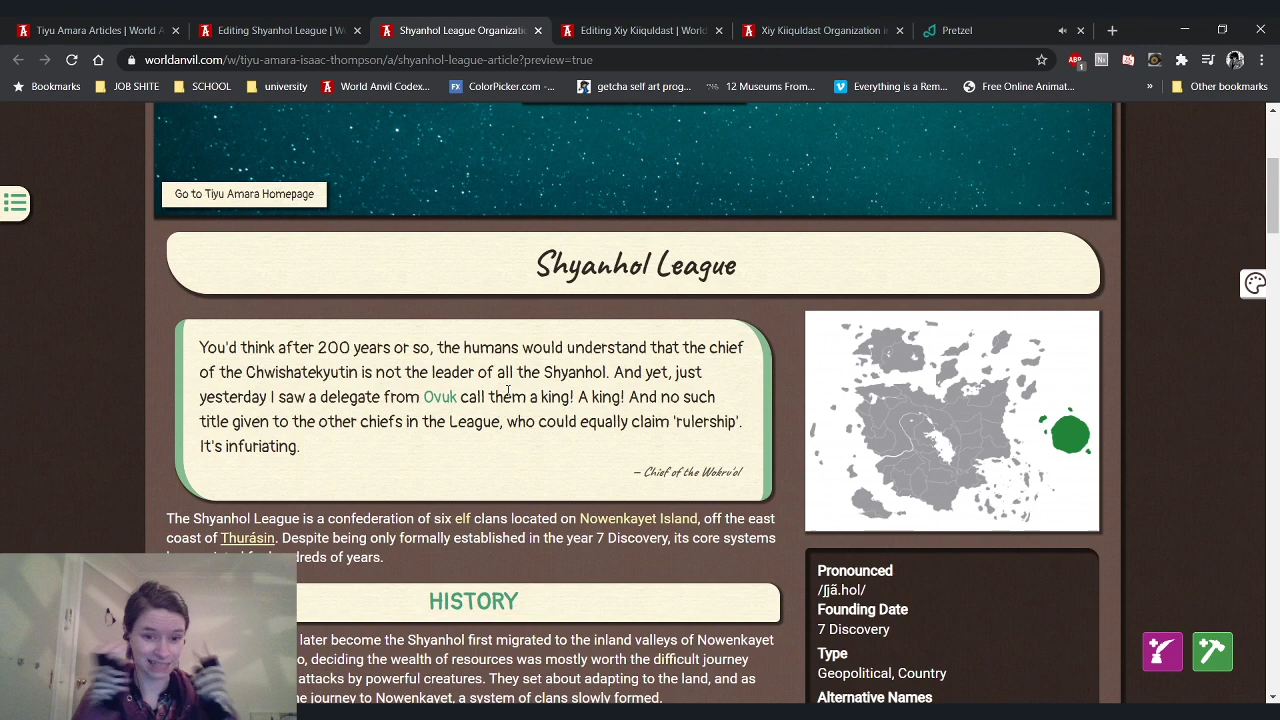 Tiyu Amara Articles | World A
Editing Shyanhol League | W
Shyanhol League Organizatio
Editing Xiy Kiiquldast | World
Xiy Kiiquldast Organization in
Pretzel
worldanvil.com/w/tiyu-amara-isaac-thompson/a/shyanhol-league-article?preview=true
ABP
1
Bookmarks
JOB SHITE
SCHOOL
university
World Anvil Codex...
FX
ColorPicker.com -...
getcha self art prog...
12 Museums From...
Everything is a Rem...
Free Online Animat...
»
Other bookmarks
Go to Tiyu Amara Homepage
Shyanhol League
You'd think after 200 years or so, the humans would understand that the chief
of the Chwishatekyutin is not the leader of all the Shyanhol. And yet, just
yesterday I saw a delegate from Ovuk call them a king! A king! And no such
title given to the other chiefs in the League, who could equally claim 'rulership'.
It's infuriating.
– Chief of the Wokru'ol
The Shyanhol League is a confederation of six elf clans located on Nowenkayet Island, off the east
coast of Thurásin. Despite being only formally established in the year 7 Discovery, its core systems
dreds of years.
HISTORY
later become the Shyanhol first migrated to the inland valleys of Nowenkayet
o, deciding the wealth of resources was mostly worth the difficult journey
attacks by powerful creatures. They set about adapting to the land, and as
e journey to Nowenkayet, a system of clans slowly formed.
Pronounced
/ʃjã.hol/
Founding Date
7 Discovery
Type
Geopolitical, Country
Alternative Names